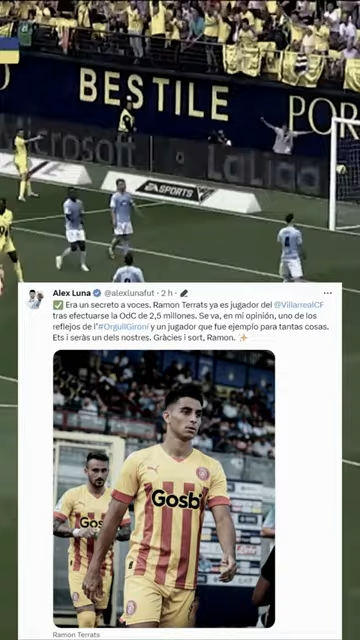 BESTILE
POR
Microsoft
LaLiga
EA SPORTS
Alex Luna @alexlunafut · 2 h ·
✅ Era un secreto a voces. Ramon Terrats ya es jugador del @VillarrealCF
tras efectuarse la OdC de 2,5 millones. Se va, en mi opinión, uno de los
reflejos de l'#OrgullGironí y un jugador que fue ejemplo para tantas cosas.
Ets i seràs un dels nostres. Gràcies i sort, Ramon. ✨
Gosbi
Gosb
4
Ramon Terrats